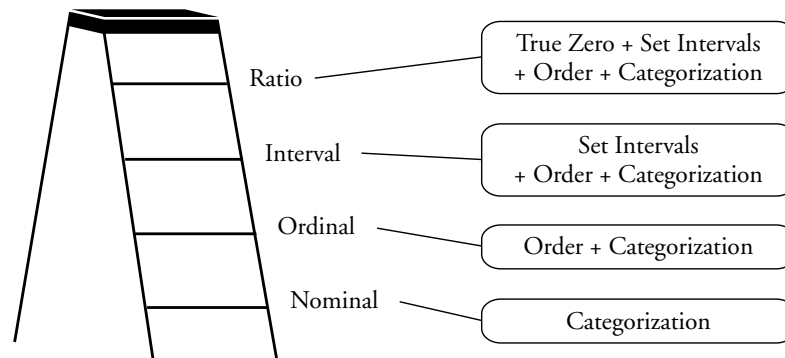 Ratio
True Zero + Set Intervals
+ Order + Categorization
Interval
Set Intervals
+ Order + Categorization
Ordinal
Order + Categorization
Nominal
Categorization